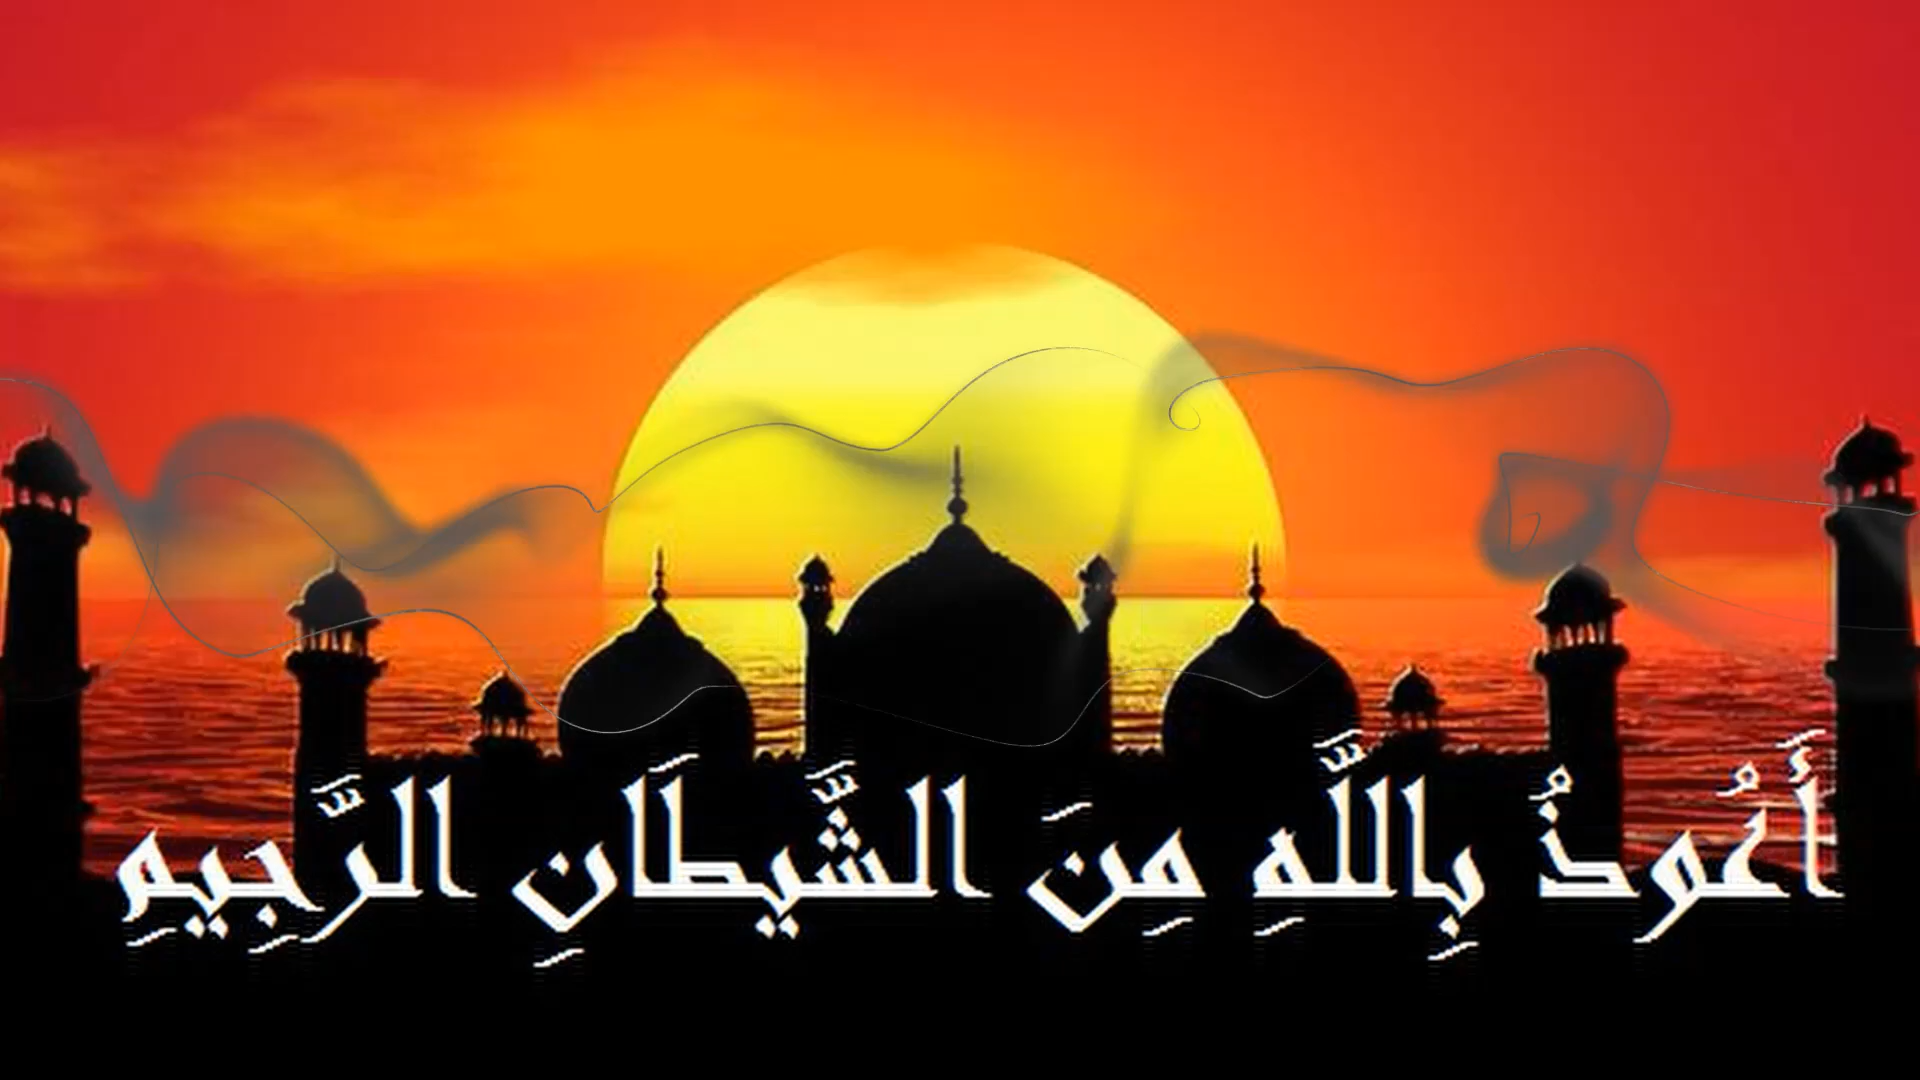 أَعُوذُ بِاللَّهِ مِنَ الشَّيطَانِ الرَّجِيمِ